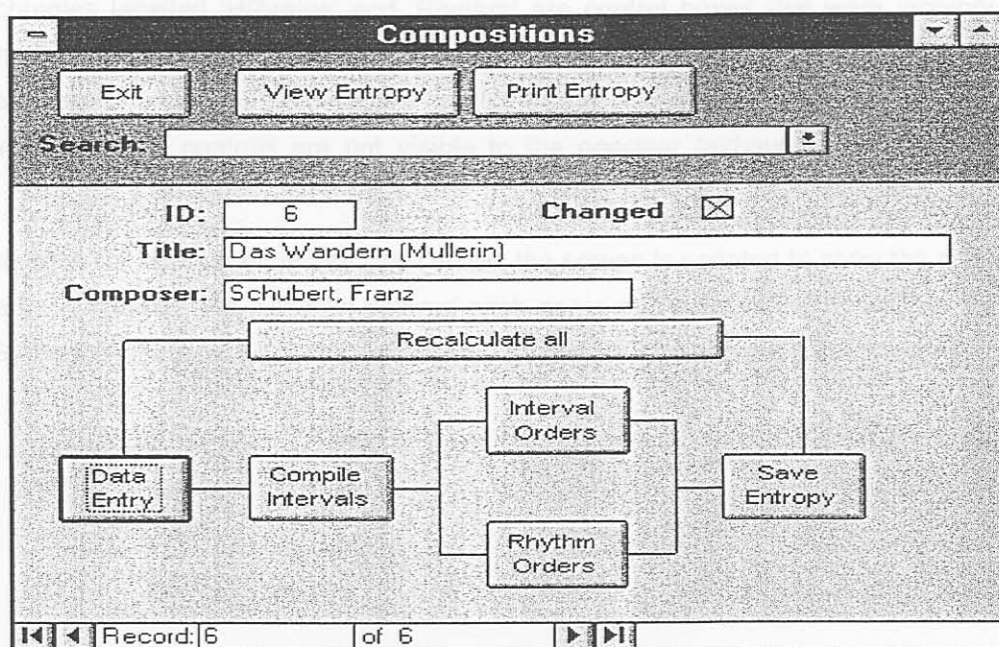 Compositions
Exit View Entropy Print Entropy
Search:
ID: 6 Changed
Title: Das Wandern (Mullerin)
Composer: Schubert, Franz
Recalculate all
Interval
Orders
Data
Entry
Compile
Intervals
Save
Entropy
Rhythm
Orders
Record: 6 of 6